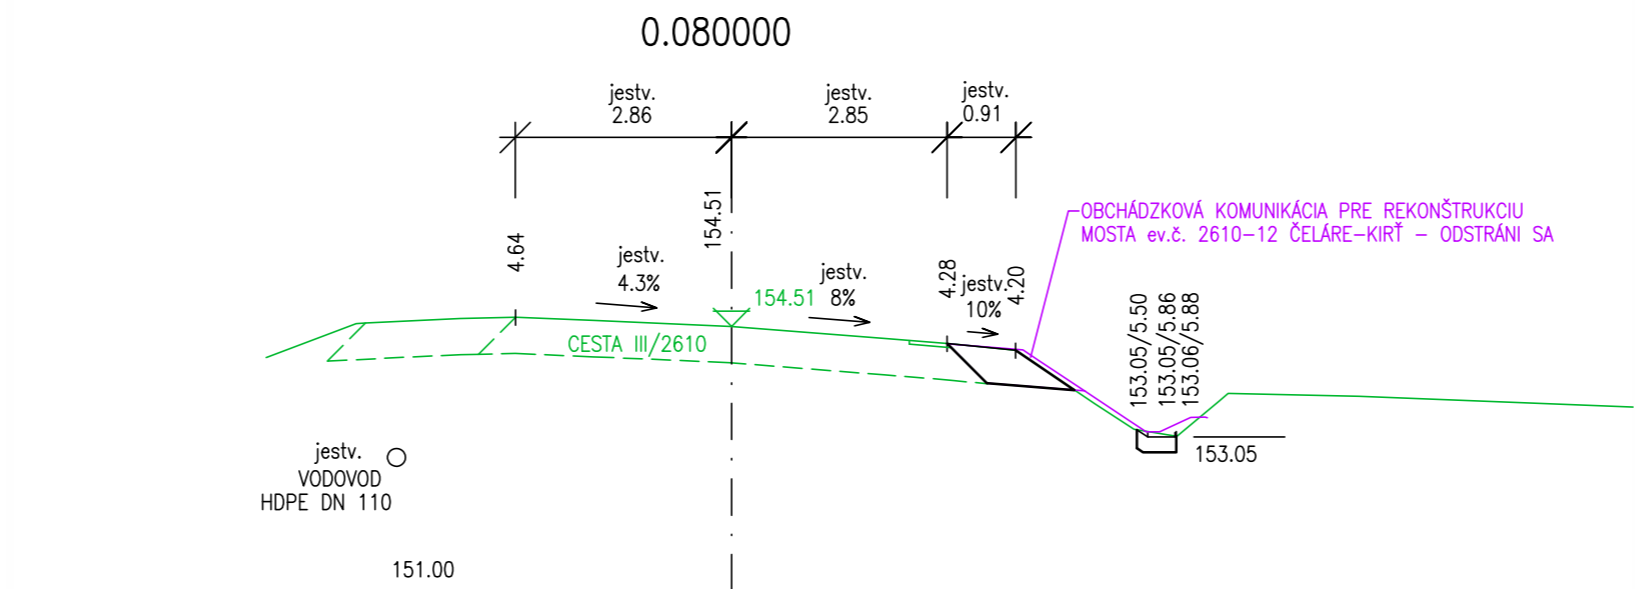 0.080000
jestv.
2.86
jestv.
2.85
jestv.
0.91
4.64
154.51
4.28
4.20
OBCHÁDZKOVÁ KOMUNIKÁCIA PRE REKONŠTRUKCIU
MOSTA ev.č. 2610-12 ČELÁRE-KIRŤ - ODSTRÁNI SA
jestv.
4.3%
154.51
jestv.
8%
jestv.
10%
153.05/5.50
153.05/5.86
153.06/5.88
CESTA III/2610
153.05
jestv.
VODOVOD
HDPE DN 110
151.00